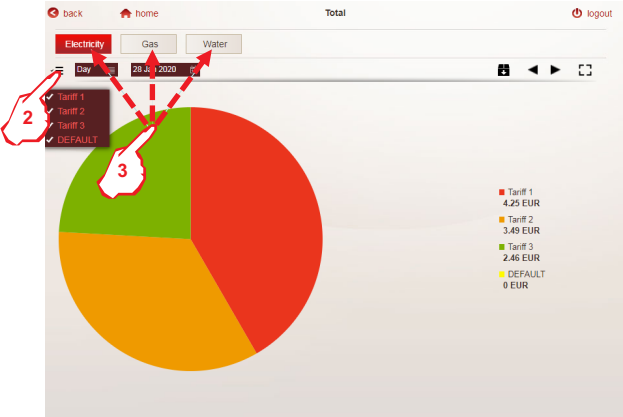 back home Total logout
Electricity Gas Water
Day 28 Jan 2020
2
Tariff 1
Tariff 2
Tariff 3
DEFAULT
3
Tariff 1
4.25 EUR
Tariff 2
3.49 EUR
Tariff 3
2.46 EUR
DEFAULT
0 EUR